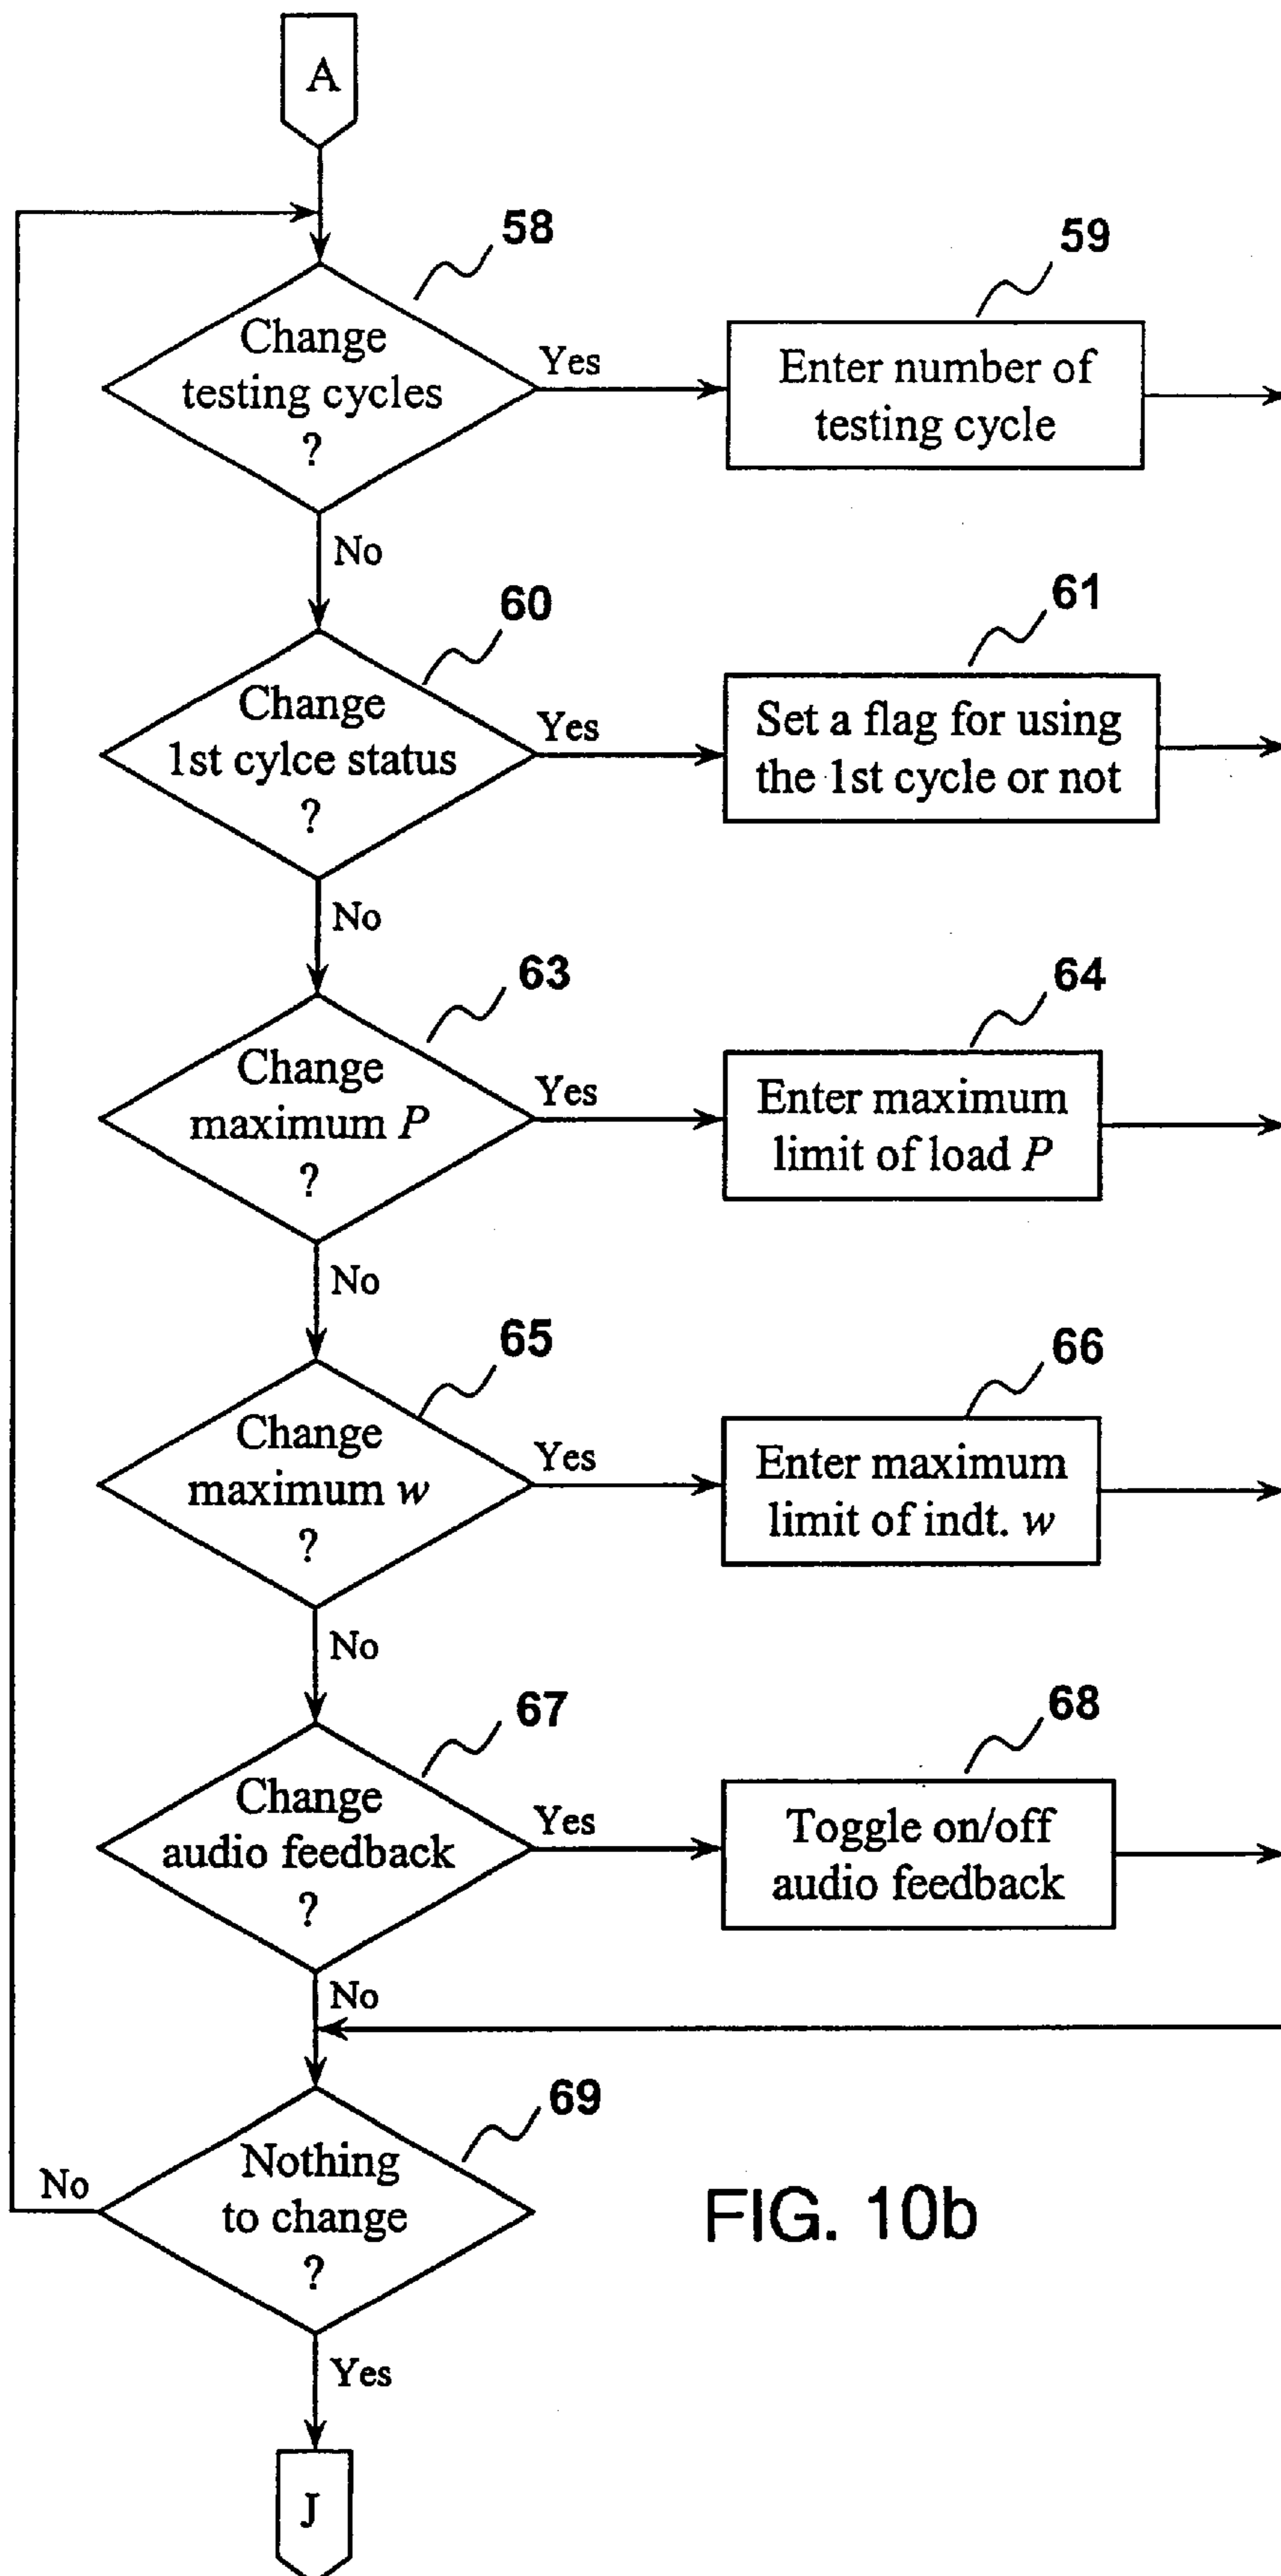 A
58
59
Change
testing cycles
?
Yes
Enter number of
testing cycle
No
60
61
Change
1st cylce status
?
Yes
Set a flag for using
the 1st cycle or not
No
63
64
Change
maximum P
?
Yes
Enter maximum
limit of load P
No
65
66
Change
maximum w
?
Yes
Enter maximum
limit of indt. w
No
67
68
Change
audio feedback
?
Yes
Toggle on/off
audio feedback
No
69
Nothing
to change
?
No
FIG. 10b
Yes
J